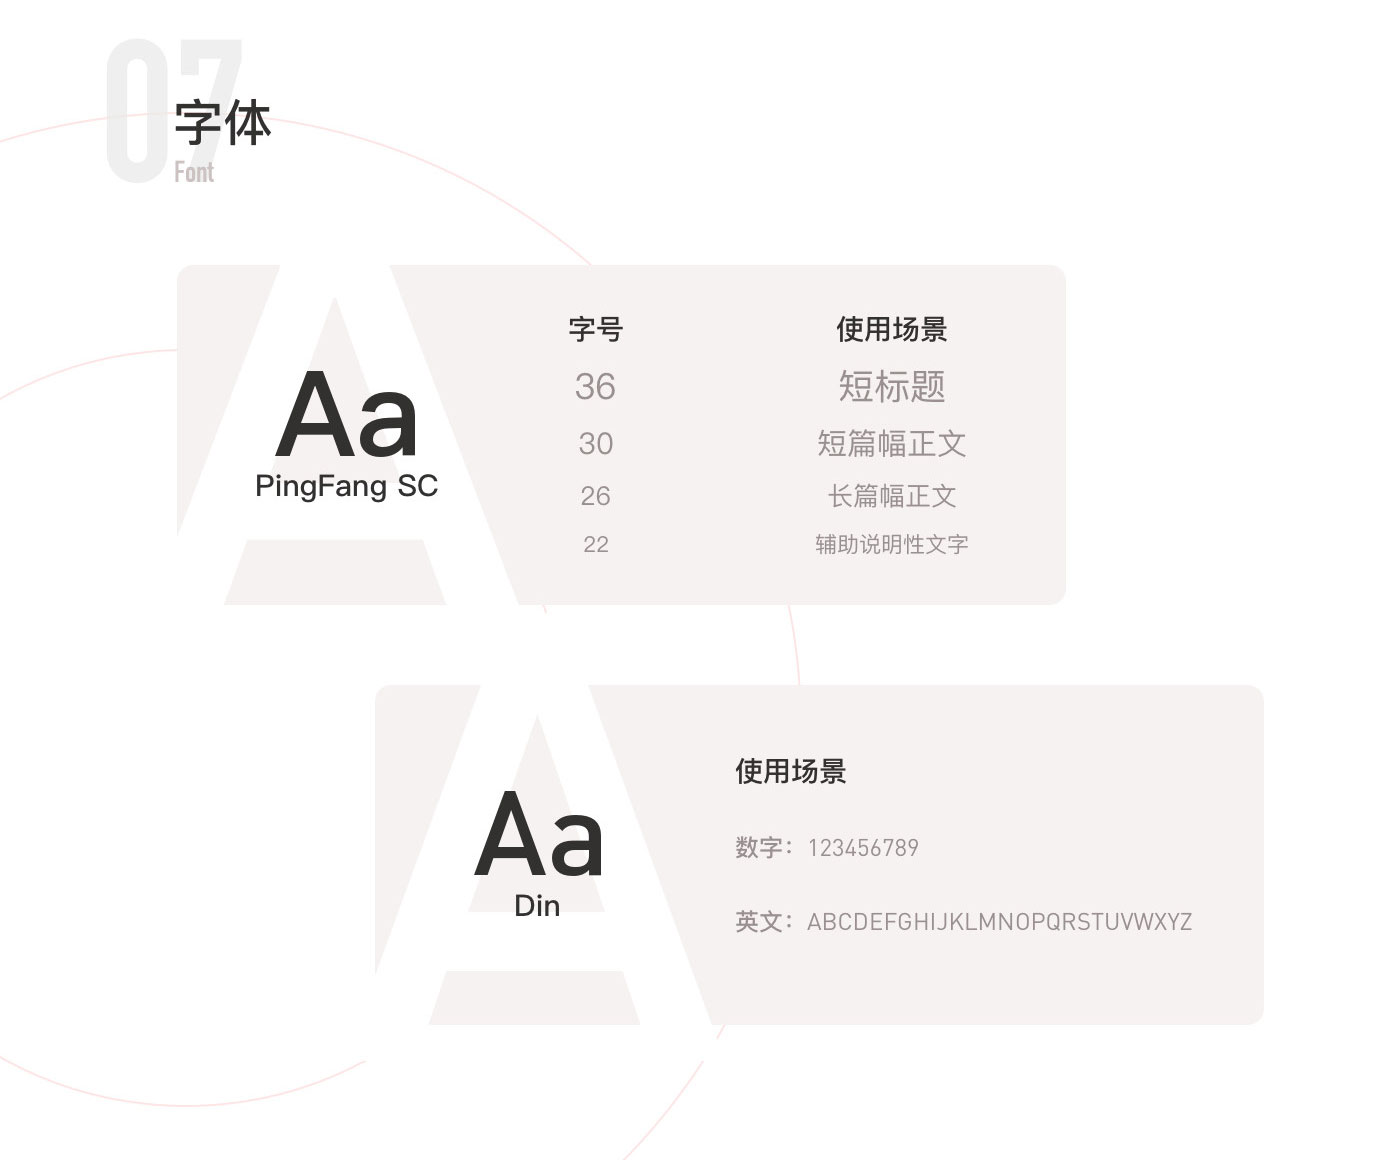 07
字体
Font
Aa
PingFang SC
字号 使用场景
36 短标题
30 短篇幅正文
26 长篇幅正文
22 辅助说明性文字
Aa
Din
使用场景
数字：123456789
英文：ABCDEFGHIJKLMNOPQRSTUVWXYZ